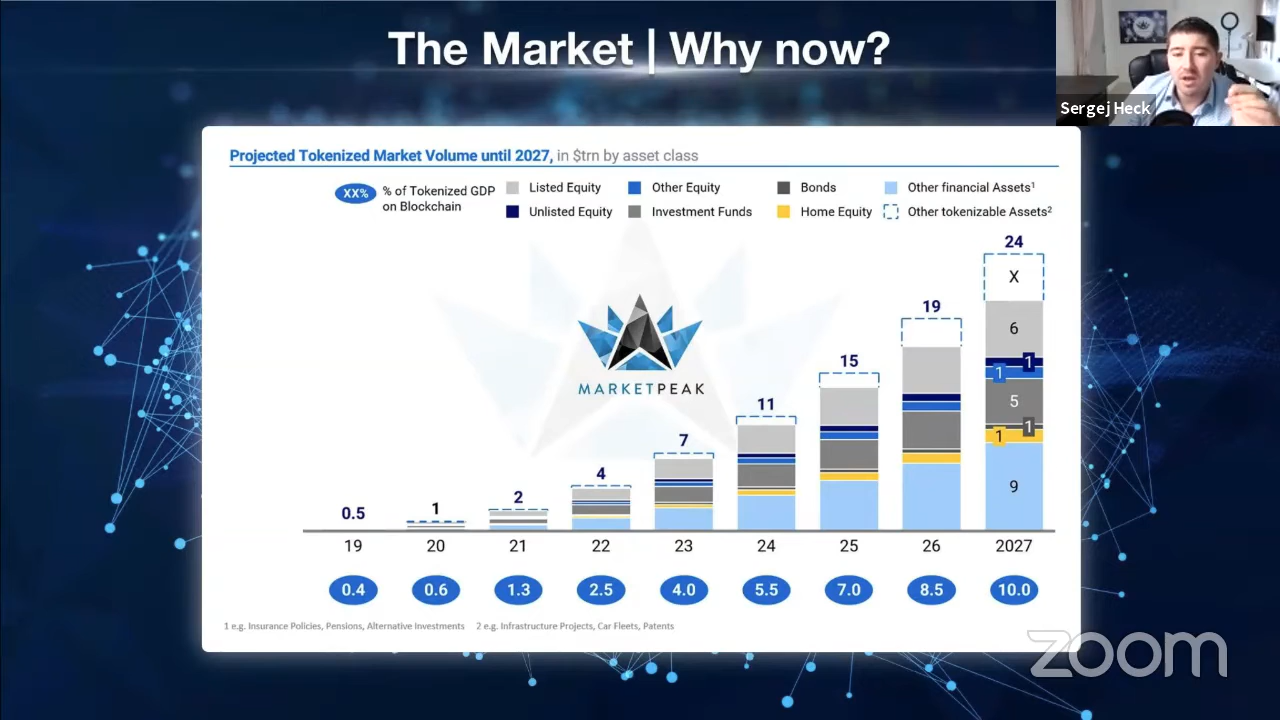 The Market | Why now?
Sergej Heck
Projected Tokenized Market Volume until 2027, in $trn by asset class
XX% % of Tokenized GDP on Blockchain
Listed Equity
Other Equity
Bonds
Other financial Assets¹
Unlisted Equity
Investment Funds
Home Equity
Other tokenizable Assets²
MARKETPEAK
0.5
1
2
4
7
11
15
19
24
X
6
1
1
5
1
1
9
19 20 21 22 23 24 25 26 2027
0.4 0.6 1.3 2.5 4.0 5.5 7.0 8.5 10.0
1 e.g. Insurance Policies, Pensions, Alternative Investments 2 e.g. Infrastructure Projects, Car Fleets, Patents
zoom